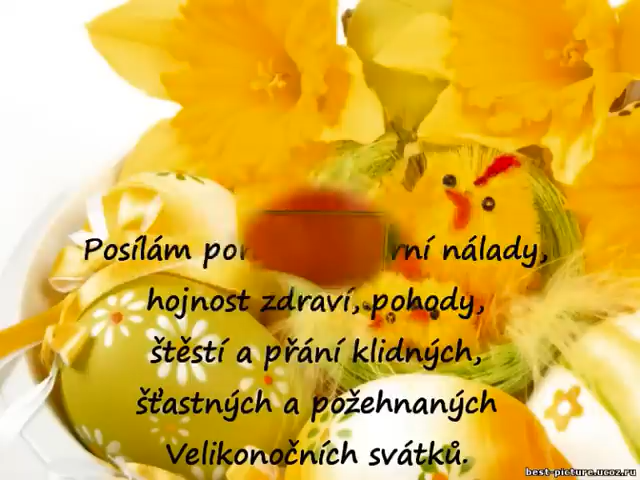 Posílám nálady,
hojnost zdraví, pohody,
štěstí a přání klidných,
šťastných a požehnaných
Velikonočních svátků.
best-picture.ucoz.ru